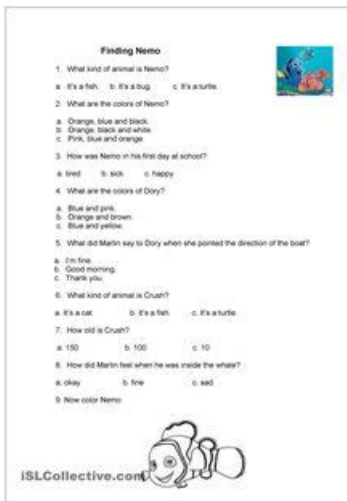 Finding Nemo
1. What kind of animal is Nemo?
a. It's a fish. b. It's a bug. c. It's a turtle.
2. What are the colors of Nemo?
a. Orange, blue and black.
b. Orange, black and white.
c. Pink, blue and orange.
3. How was Nemo in his first day at school?
a. tired b. sick c. happy
4. What are the colors of Dory?
a. Blue and pink.
b. Orange and brown
c. Blue and yellow.
5. What did Marlin say to Dory when she pointed the direction of the boat?
a. I'm fine.
b. Good morning.
c. Thank you.
6. What kind of animal is Crush?
a. It's a cat b. It's a fish c. It's a turtle
7. How old is Crush?
a. 150 b. 100 c. 10
8. How did Marlin feel when he was inside the whale?
a. okay b. fine c. sad
9. Now color Nemo
iSLCollective.com